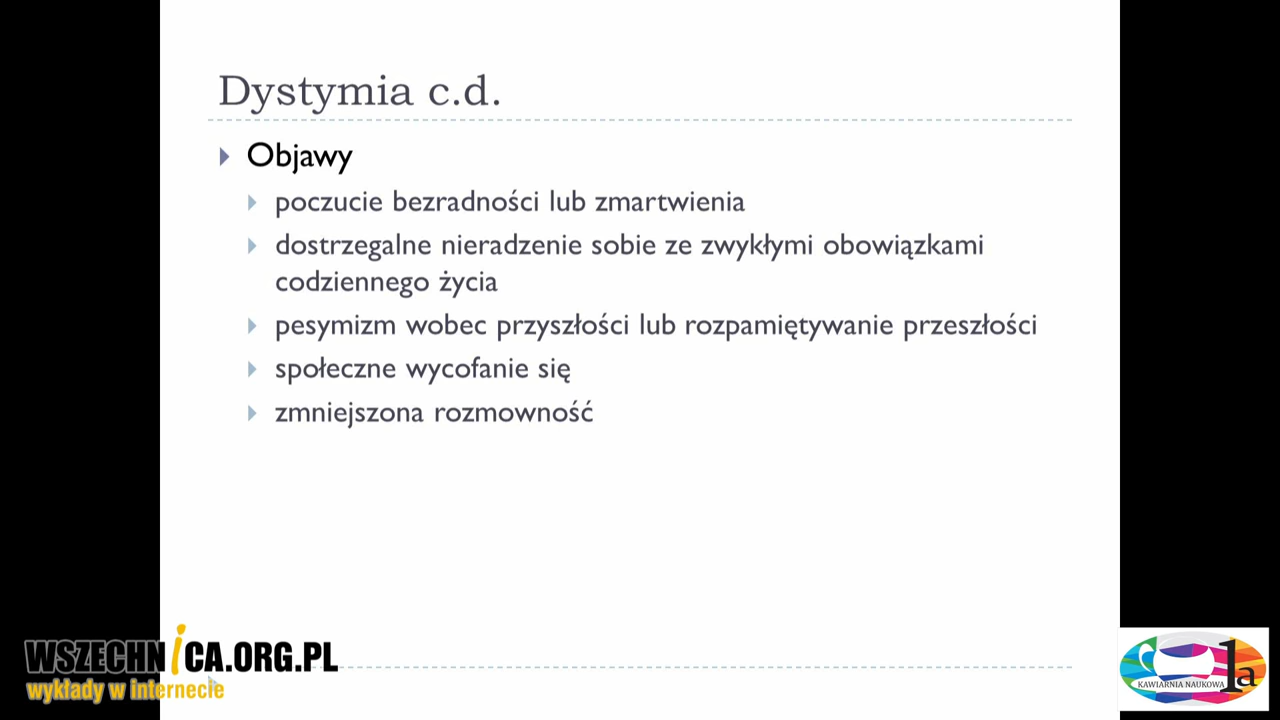 Dystymia c.d.
Objawy
poczucie bezradności lub zmartwienia
dostrzegalne nieradzenie sobie ze zwykłymi obowiązkami
codziennego życia
pesymizm wobec przyszłości lub rozpamiętywanie przeszłości
społeczne wycofanie się
zmniejszona rozmowność
WSZECHNiCA.ORG.PL
wykłady w internecie
KAWIARNIA NAUKOWA 1a